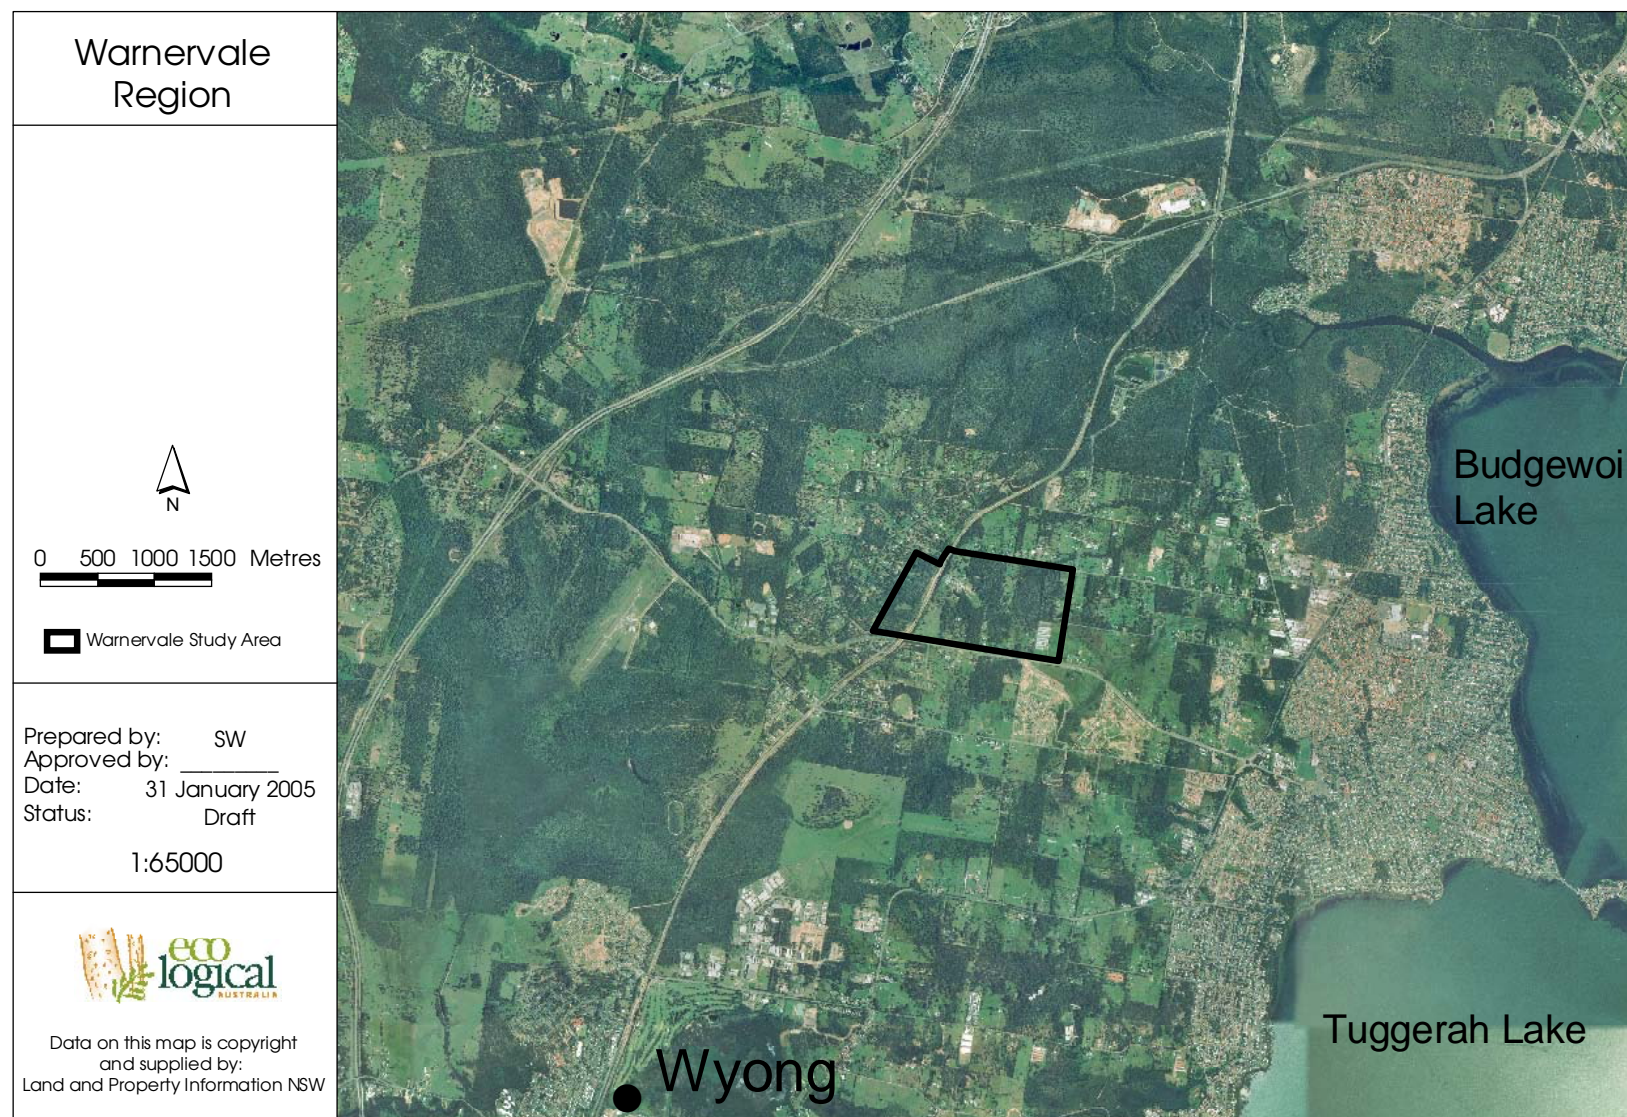 Warnervale
Region
N
0 500 1000 1500 Metres
Warnervale Study Area
Prepared by: SW
Approved by: _________
Date: 31 January 2005
Status: Draft
1:65000
eco
logical
AUSTRALIA
Data on this map is copyright
and supplied by:
Land and Property Information NSW
Budgewoi
Lake
Tuggerah Lake
Wyong